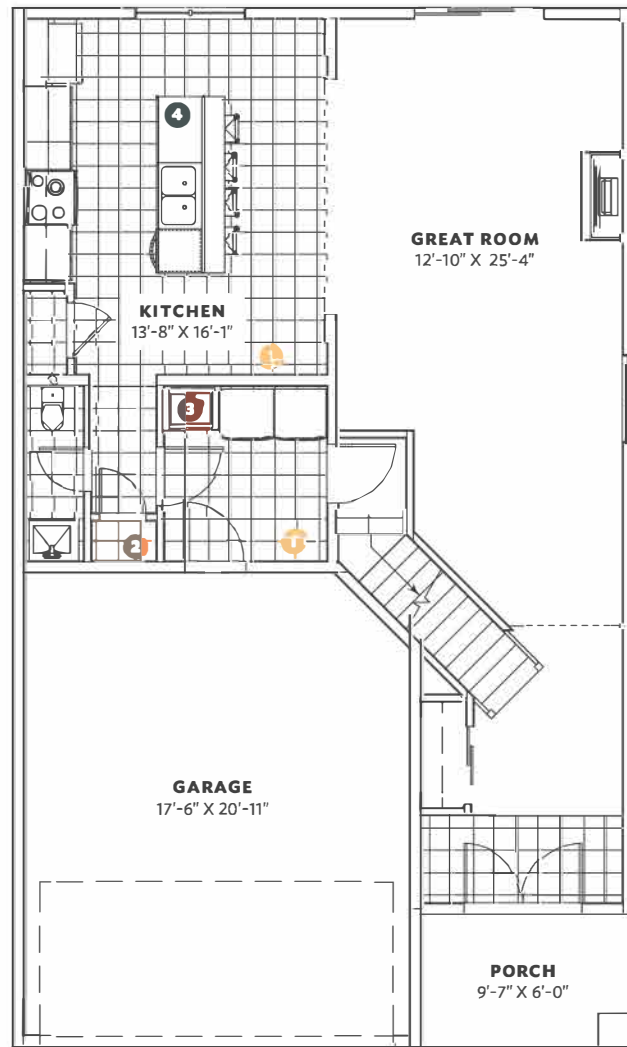 4
GREAT ROOM
12'-10" X 25'-4"
KITCHEN
13'-8" X 16'-1"
3
2
GARAGE
17'-6" X 20'-11"
PORCH
9'-7" X 6'-0"